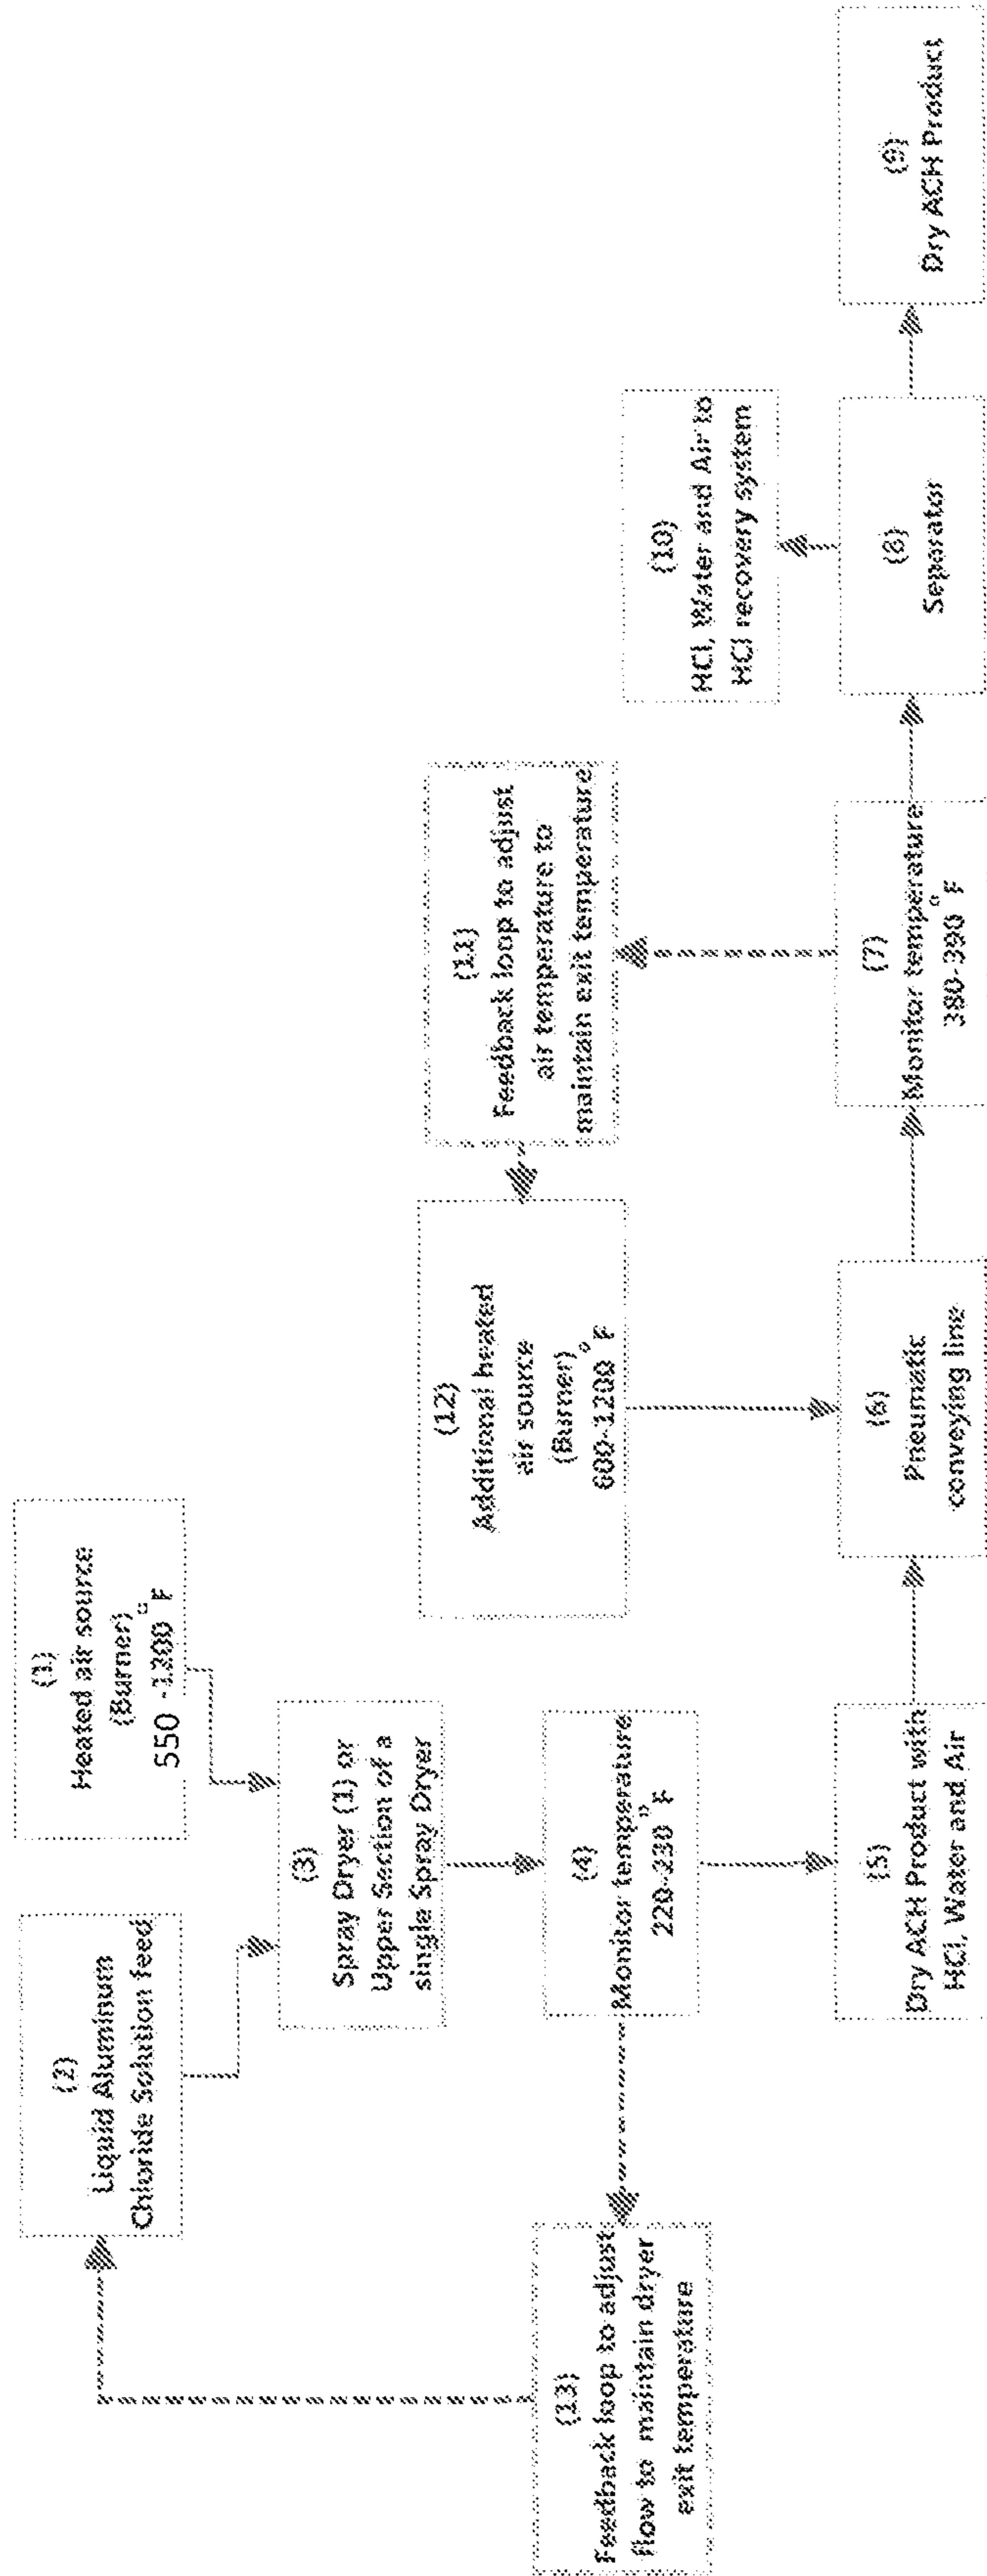 (1)
Heated air source
(Burner)
550 -1200 °F
(2)
Liquid Aluminum
Chloride Solution feed
(3)
Spray Dryer (1) or
Upper Section of a
single Spray Dryer
(4)
Monitor temperature
220-230 °F
(5)
Dry ACH Product with
HCl, Water and Air
(6)
Pneumatic
conveying line
(7)
Monitor temperature
380-390 °F
(8)
Separator
(9)
Dry ACH Product
(10)
HCl, Water and Air to
HCl recovery system
(11)
Feedback loop to adjust
air temperature to
maintain exit temperature
(12)
Additional heated
air source
(Burner)
600-1200 °F
(13)
Feedback loop to adjust
flow to maintain dryer
exit temperature